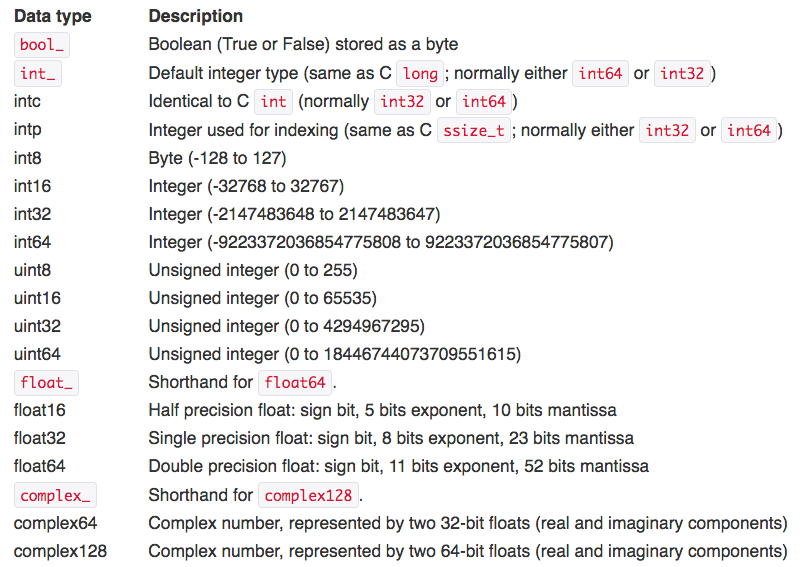 Data type Description
bool_ Boolean (True or False) stored as a byte
int_ Default integer type (same as C long; normally either int64 or int32)
intc Identical to C int (normally int32 or int64)
intp Integer used for indexing (same as C ssize_t; normally either int32 or int64)
int8 Byte (-128 to 127)
int16 Integer (-32768 to 32767)
int32 Integer (-2147483648 to 2147483647)
int64 Integer (-9223372036854775808 to 9223372036854775807)
uint8 Unsigned integer (0 to 255)
uint16 Unsigned integer (0 to 65535)
uint32 Unsigned integer (0 to 4294967295)
uint64 Unsigned integer (0 to 18446744073709551615)
float_ Shorthand for float64.
float16 Half precision float: sign bit, 5 bits exponent, 10 bits mantissa
float32 Single precision float: sign bit, 8 bits exponent, 23 bits mantissa
float64 Double precision float: sign bit, 11 bits exponent, 52 bits mantissa
complex_ Shorthand for complex128.
complex64 Complex number, represented by two 32-bit floats (real and imaginary components)
complex128 Complex number, represented by two 64-bit floats (real and imaginary components)